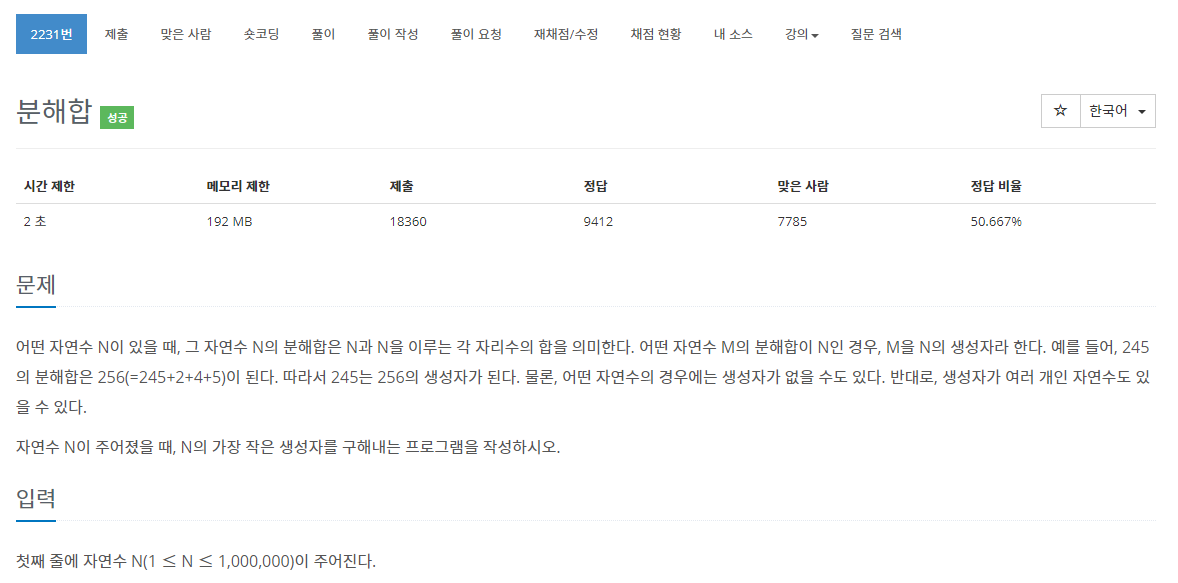 2231번 제출 맞은 사람 숏코딩 풀이 풀이 작성 풀이 요청 재채점/수정 채점 현황 내 소스 강의 질문 검색
분해합 성공 ☆ 한국어
시간 제한 메모리 제한 제출 정답 맞은 사람 정답 비율
2 초 192 MB 18360 9412 7785 50.667%
문제
어떤 자연수 N이 있을 때, 그 자연수 N의 분해합은 N과 N을 이루는 각 자리수의 합을 의미한다. 어떤 자연수 M의 분해합이 N인 경우, M을 N의 생성자라 한다. 예를 들어, 245
의 분해합은 256(=245+2+4+5)이 된다. 따라서 245는 256의 생성자가 된다. 물론, 어떤 자연수의 경우에는 생성자가 없을 수도 있다. 반대로, 생성자가 여러 개인 자연수도 있
을 수 있다.
자연수 N이 주어졌을 때, N의 가장 작은 생성자를 구해내는 프로그램을 작성하시오.
입력
첫째 줄에 자연수 N(1 ≤ N ≤ 1,000,000)이 주어진다.